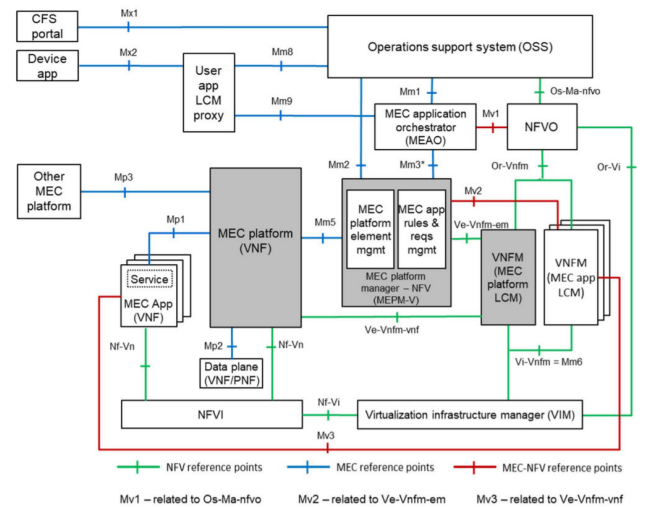 CFS
portal
Mx1
Operations support system (OSS)
Device
app
Mx2
User
app
LCM
proxy
Mm8
Mm9
Mm1
Os-Ma-nfvo
MEC application
orchestrator
(MEAO)
Mv1
NFVO
Other
MEC
platform
Mp3
Mm2
Mm3*
Or-Vnfm
Or-Vi
MEC platform
(VNF)
Mp1
Mm5
MEC
platform
element
mgmt
MEC app
rules &
reqs
mgmt
MEC platform
manager – NFV
(MEPM-V)
Mv2
Ve-Vnfm-em
VNFM
(MEC
platform
LCM)
VNFM
(MEC app
LCM)
Service
MEC App
(VNF)
Ve-Vnfm-vnf
Nf-Vn
Mp2
Nf-Vn
Data plane
(VNF/PNF)
Vi-Vnfm = Mm6
NFVI
Nf-Vi
Virtualization infrastructure manager (VIM)
Mv3
NFV reference points
MEC reference points
MEC-NFV reference points
Mv1 – related to Os-Ma-nfvo
Mv2 – related to Ve-Vnfm-em
Mv3 – related to Ve-Vnfm-vnf